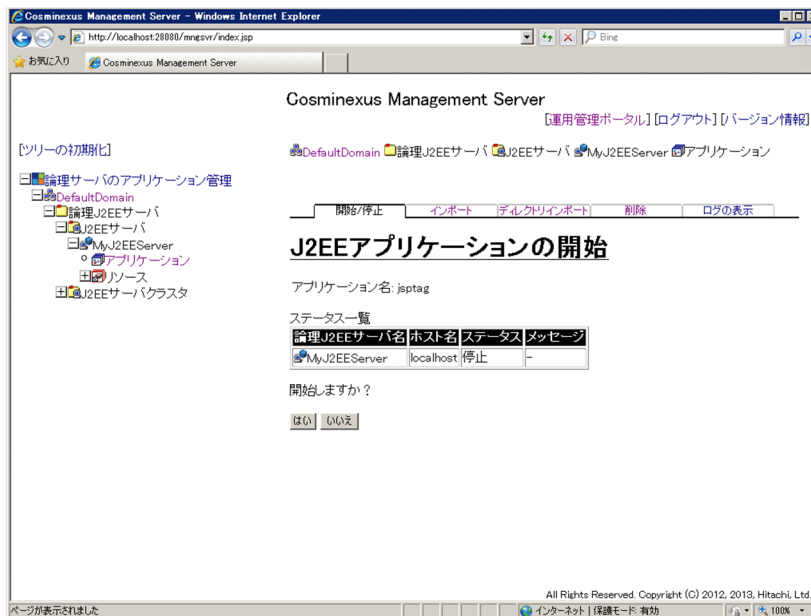 Cosminexus Management Server - Windows Internet Explorer
http://localhost:28080/mngsvr/index.jsp
Bing
お気に入り
Cosminexus Management Server
Cosminexus Management Server
[運用管理ポータル] [ログアウト] [バージョン情報]
[ツリーの初期化]
DefaultDomain 論理J2EEサーバ J2EEサーバ MyJ2EEServer アプリケーション
論理サーバのアプリケーション管理
DefaultDomain
論理J2EEサーバ
J2EEサーバ
MyJ2EEServer
アプリケーション
リソース
J2EEサーバクラスタ
開始/停止 インポート ディレクトリインポート 削除 ログの表示
J2EEアプリケーションの開始
アプリケーション名: jsptag
ステータス一覧
論理J2EEサーバ名 ホスト名 ステータス メッセージ
MyJ2EEServer localhost 停止 -
開始しますか？
はい いいえ
All Rights Reserved. Copyright (C) 2012, 2013, Hitachi, Ltd.
ページが表示されました
インターネット | 保護モード: 有効
100%